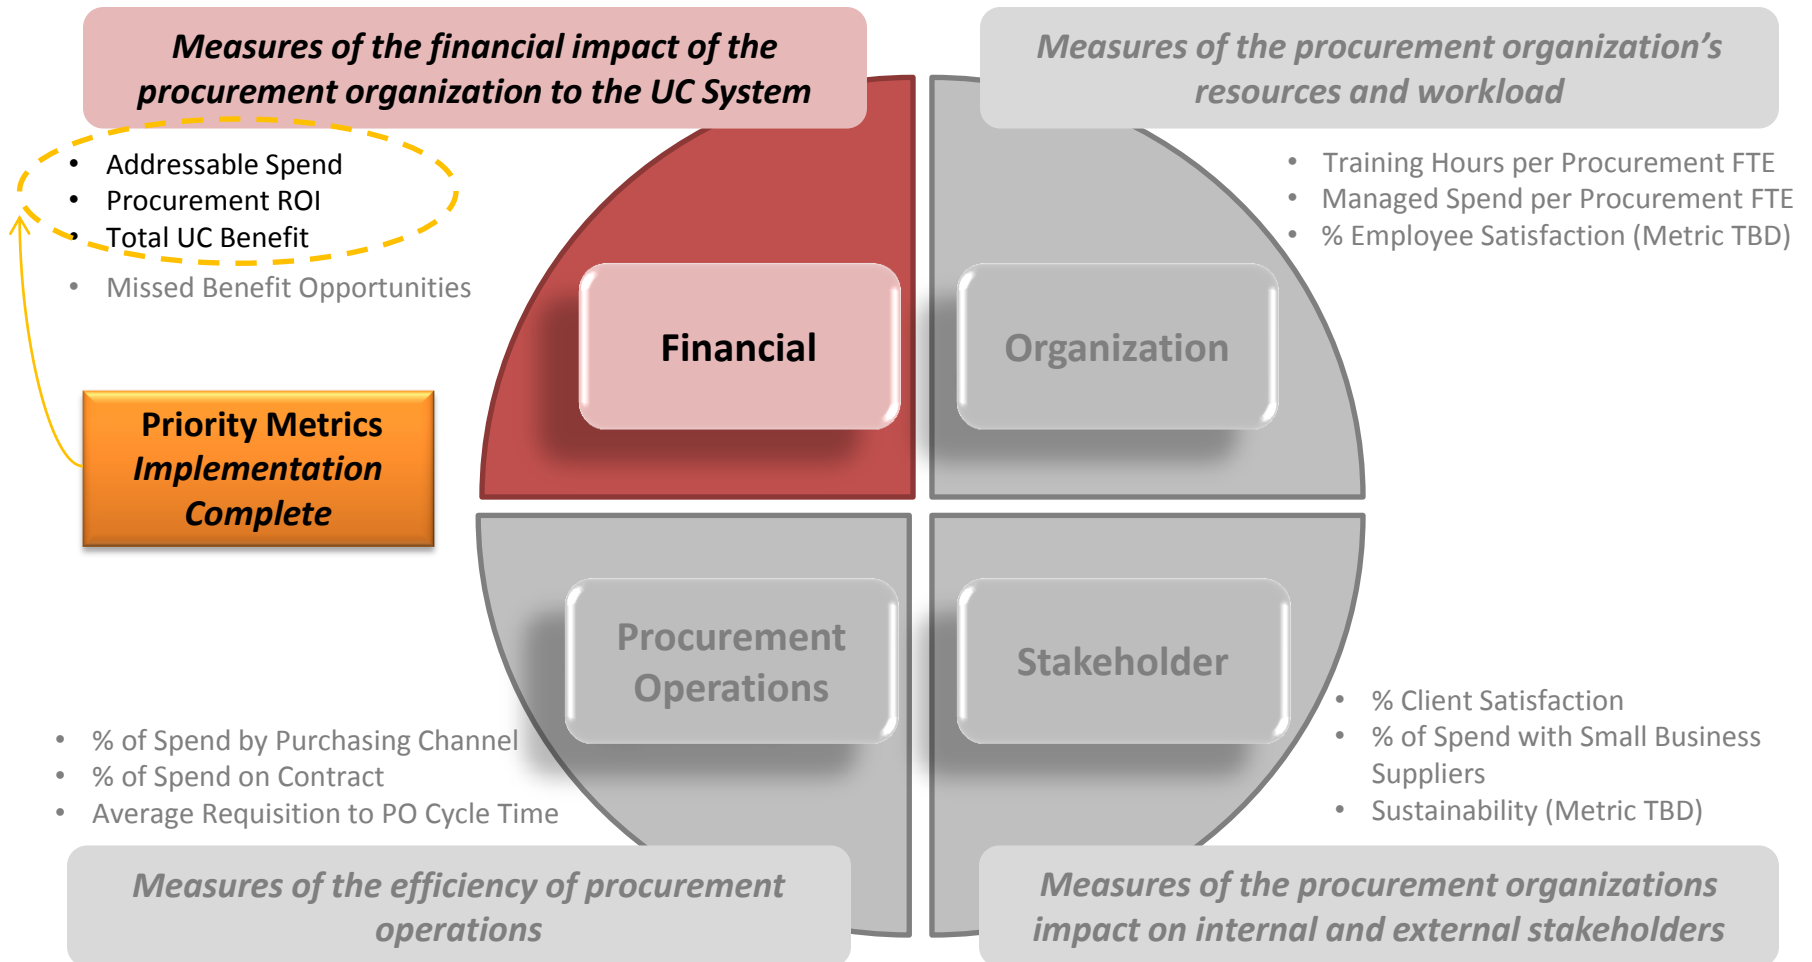 Measures of the financial impact of the
procurement organization to the UC System
• Addressable Spend
• Procurement ROI
• Total UC Benefit
• Missed Benefit Opportunities
Priority Metrics
Implementation
Complete
Financial
Measures of the procurement organization’s
resources and workload
• Training Hours per Procurement FTE
• Managed Spend per Procurement FTE
• % Employee Satisfaction (Metric TBD)
Organization
Procurement
Operations
• % of Spend by Purchasing Channel
• % of Spend on Contract
• Average Requisition to PO Cycle Time
Measures of the efficiency of procurement
operations
Stakeholder
• % Client Satisfaction
• % of Spend with Small Business
Suppliers
• Sustainability (Metric TBD)
Measures of the procurement organizations
impact on internal and external stakeholders